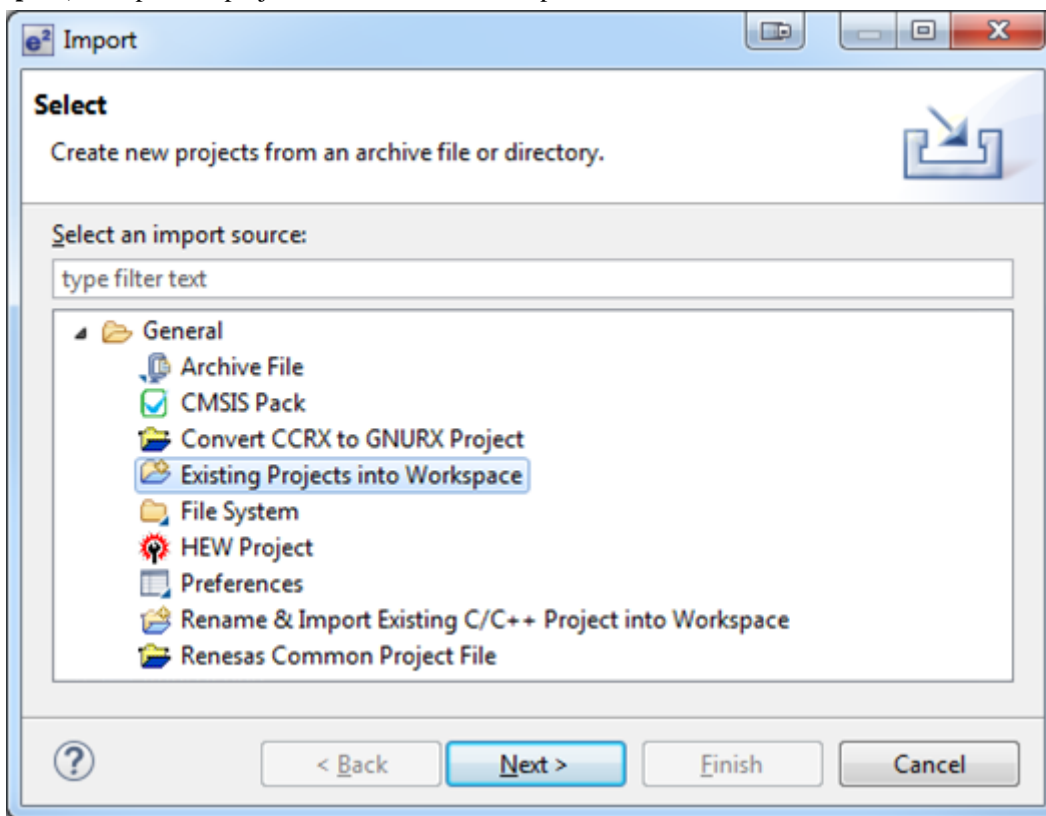 e² Import
Select
Create new projects from an archive file or directory.
Select an import source:
type filter text
General
Archive File
CMSIS Pack
Convert CCRX to GNURX Project
Existing Projects into Workspace
File System
HEW Project
Preferences
Rename & Import Existing C/C++ Project into Workspace
Renesas Common Project File
? < Back Next > Finish Cancel